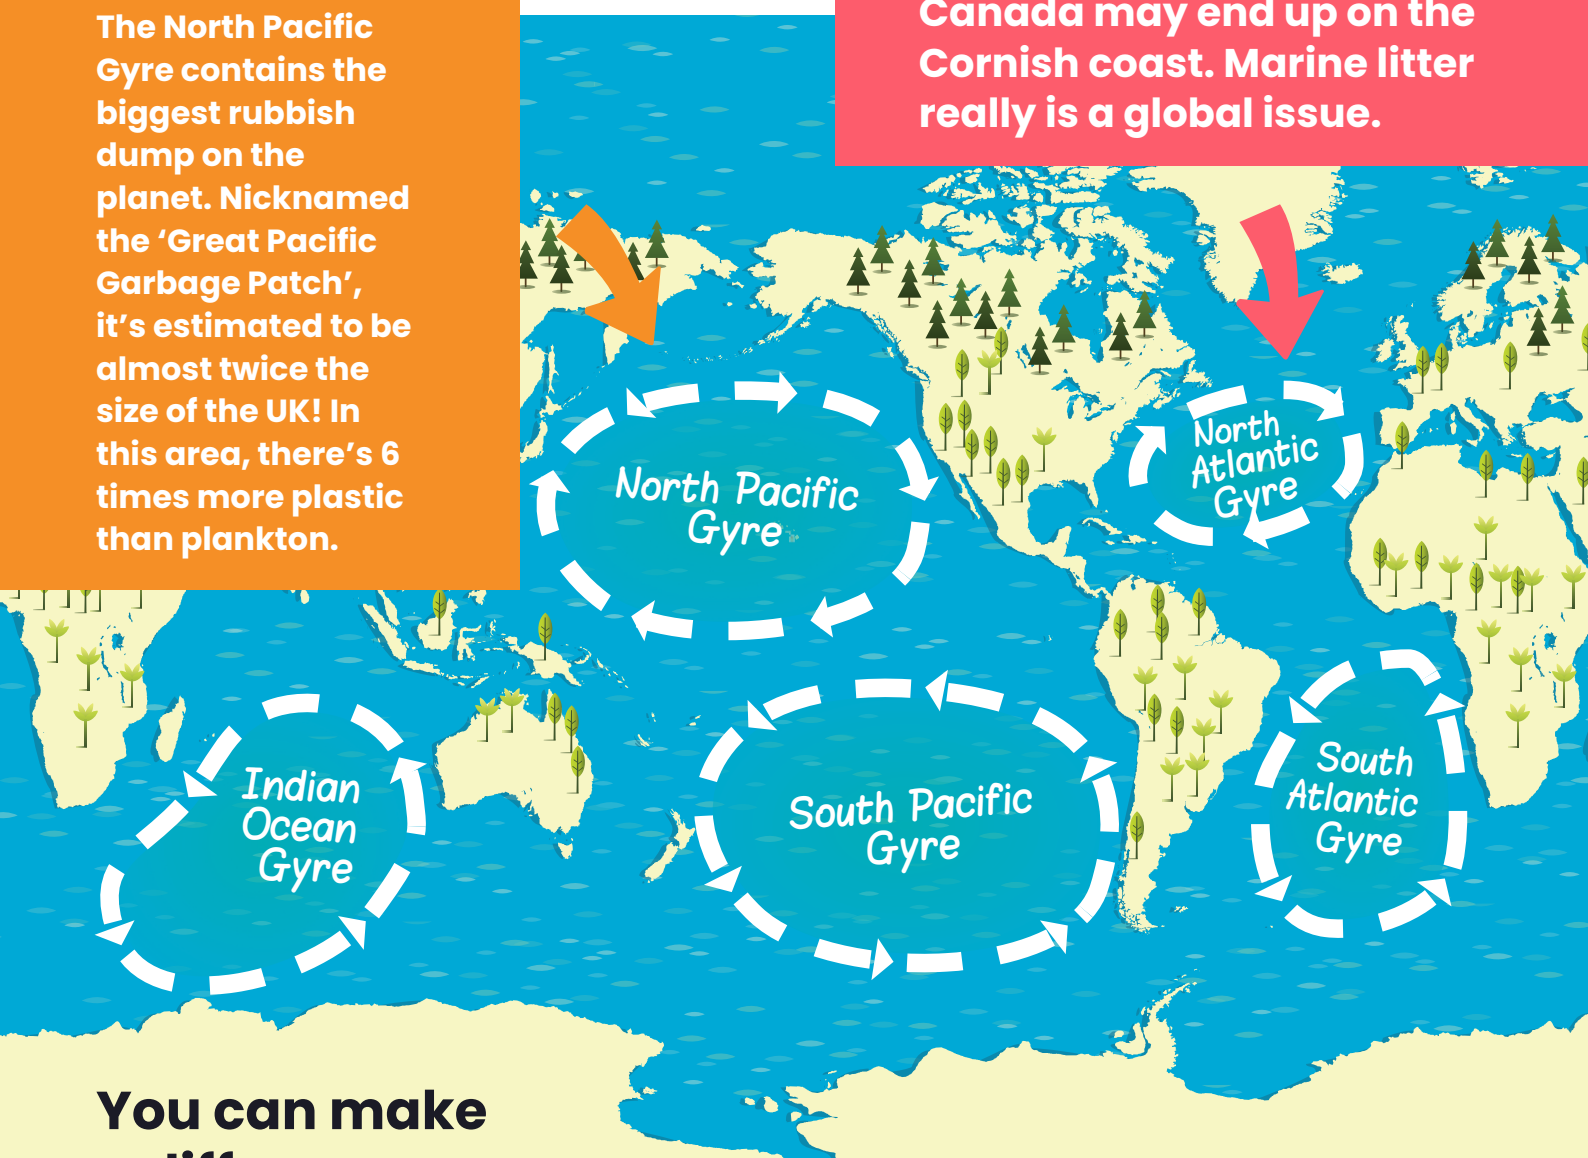 The North Pacific
Gyre contains the
biggest rubbish
dump on the
planet. Nicknamed
the ‘Great Pacific
Garbage Patch’,
it’s estimated to be
almost twice the
size of the UK! In
this area, there’s 6
times more plastic
than plankton.
Canada may end up on the
Cornish coast. Marine litter
really is a global issue.
North Pacific
Gyre
North
Atlantic
Gyre
Indian
Ocean
Gyre
South Pacific
Gyre
South
Atlantic
Gyre
You can make